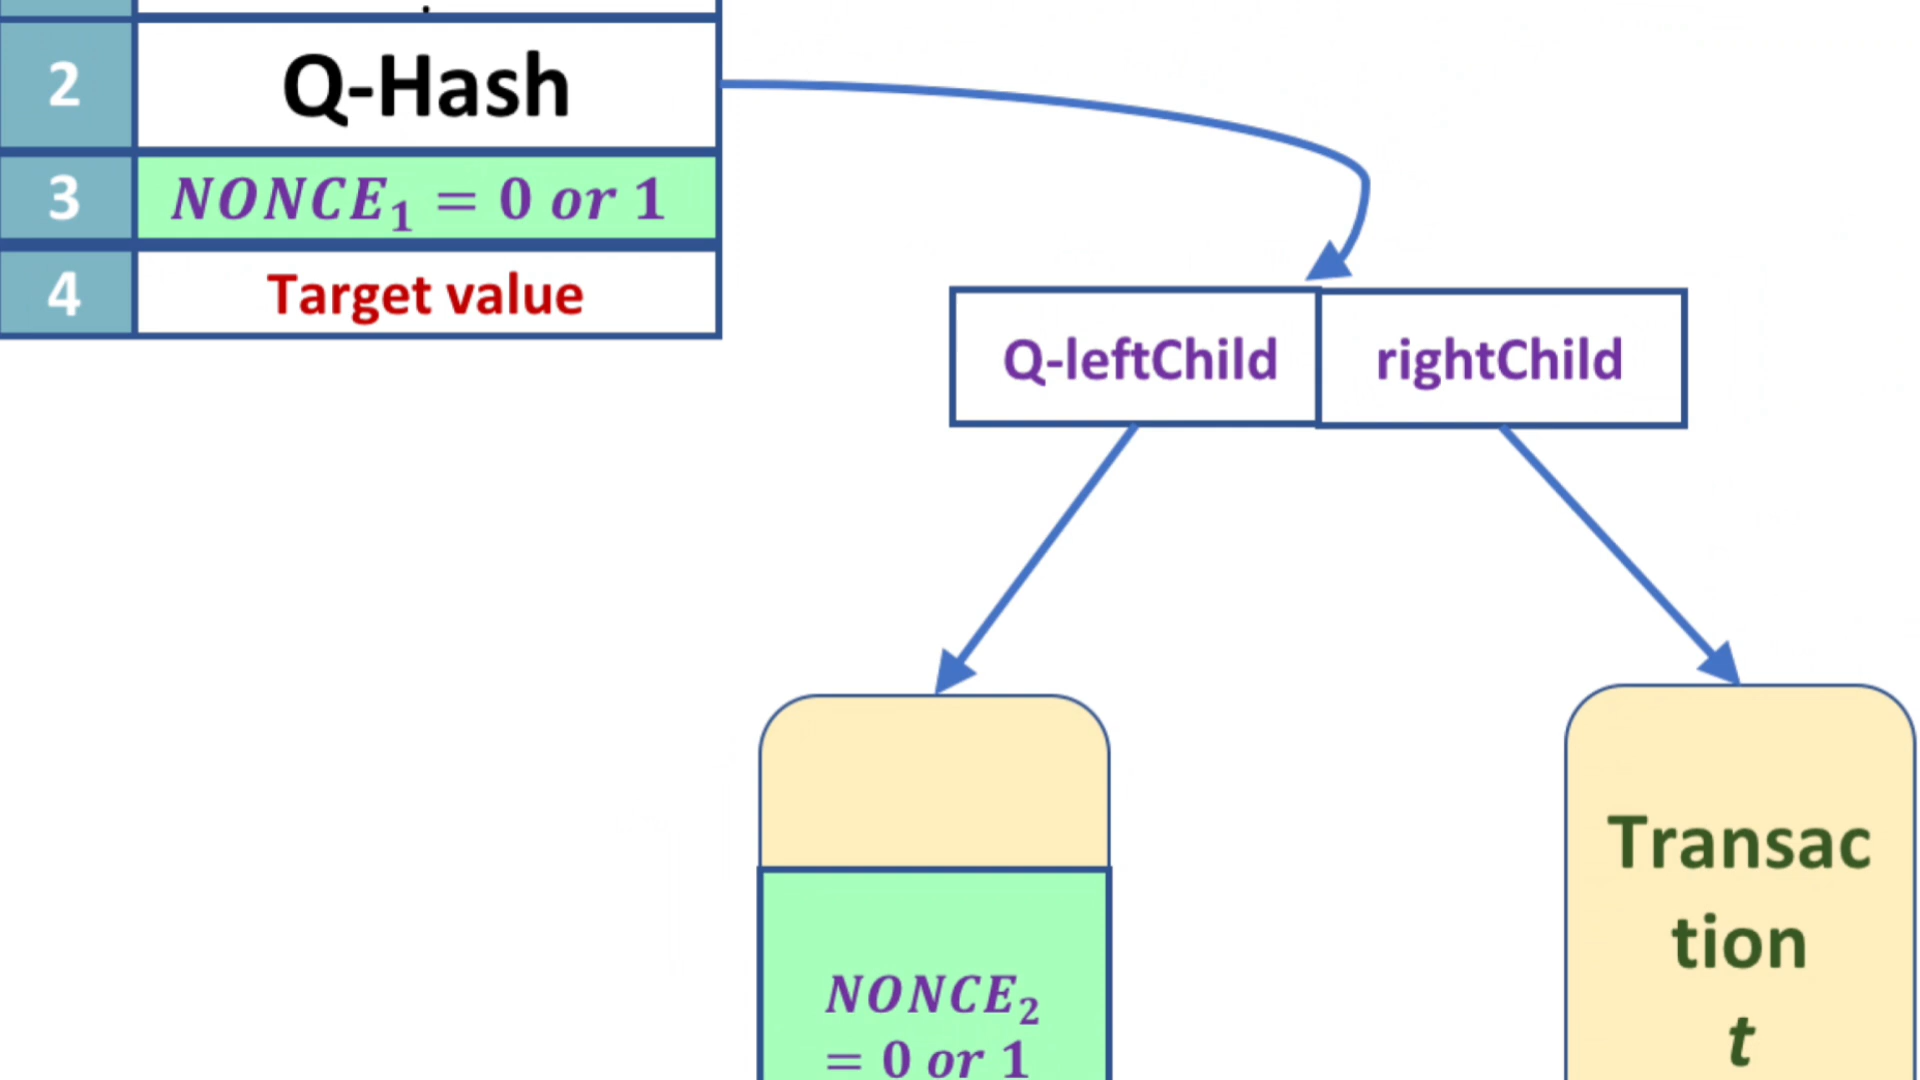 2
Q-Hash
3
NONCE₁ = 0 or 1
4
Target value
Q-leftChild
rightChild
Transac
tion
t
NONCE₂
= 0 or 1